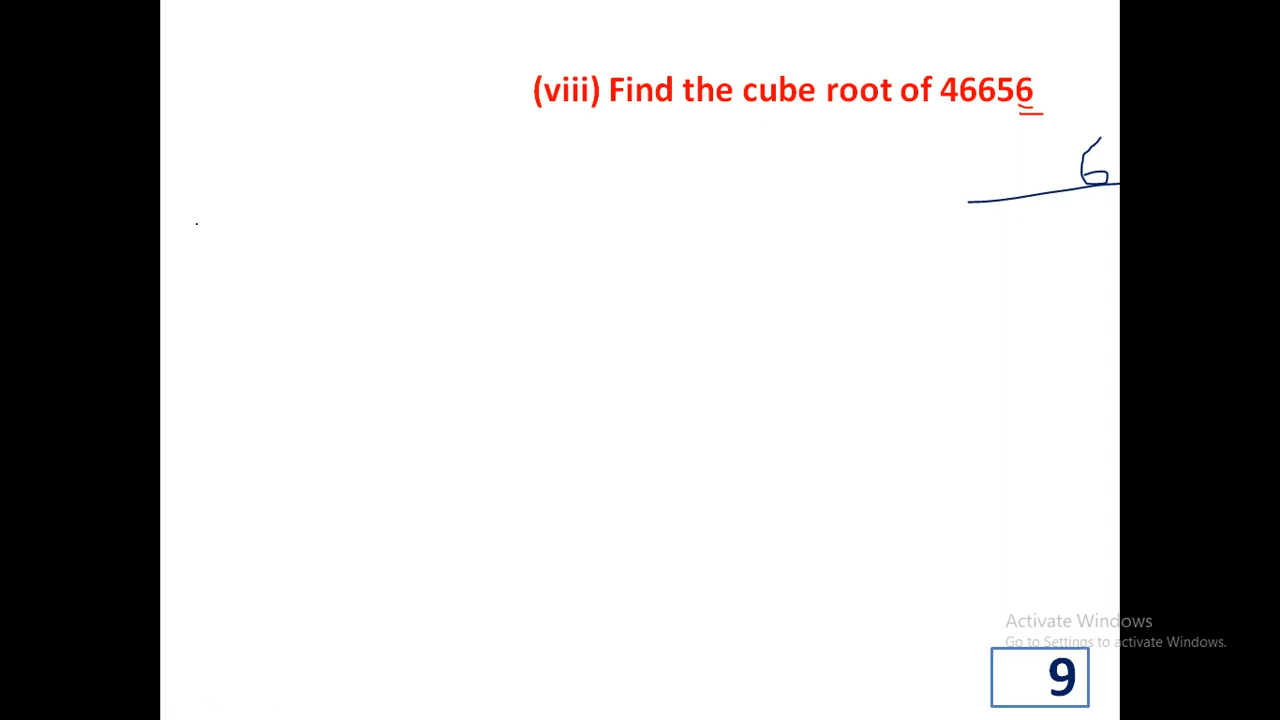 (viii) Find the cube root of 46656
6
Activate Windows
Go to Settings to activate Windows.
9